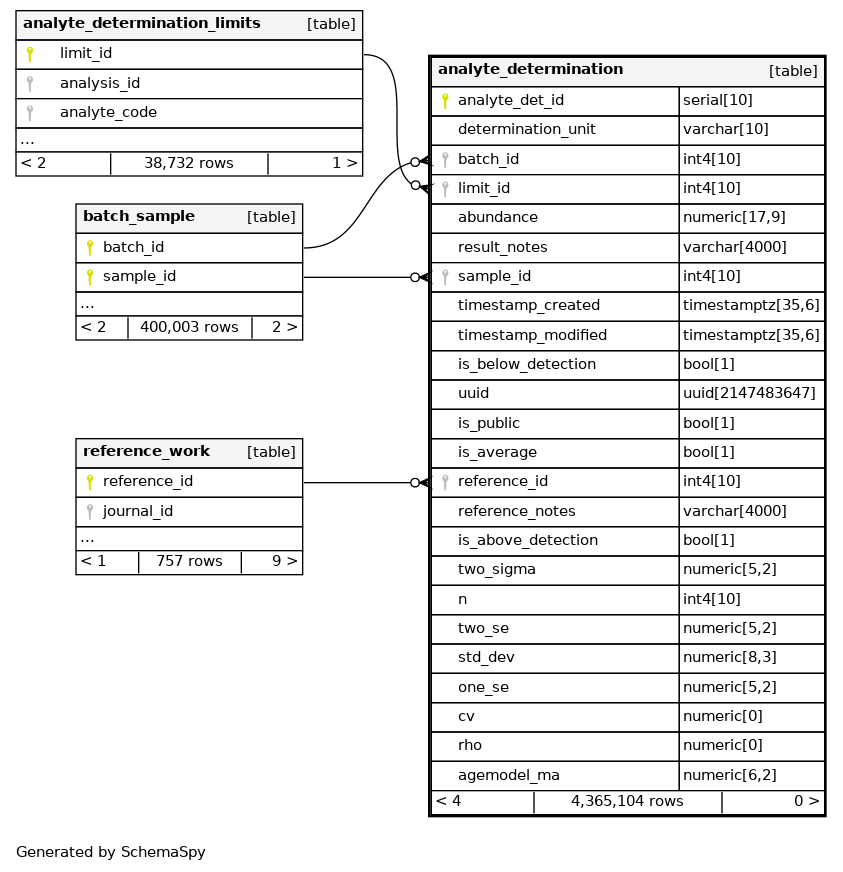 analyte_determination_limits [table]
limit_id
analysis_id
analyte_code
...
< 2 38,732 rows 1 >
batch_sample [table]
batch_id
sample_id
...
< 2 400,003 rows 2 >
reference_work [table]
reference_id
journal_id
...
< 1 757 rows 9 >
analyte_determination [table]
analyte_det_id serial[10]
determination_unit varchar[10]
batch_id int4[10]
limit_id int4[10]
abundance numeric[17,9]
result_notes varchar[4000]
sample_id int4[10]
timestamp_created timestamptz[35,6]
timestamp_modified timestamptz[35,6]
is_below_detection bool[1]
uuid uuid[2147483647]
is_public bool[1]
is_average bool[1]
reference_id int4[10]
reference_notes varchar[4000]
is_above_detection bool[1]
two_sigma numeric[5,2]
n int4[10]
two_se numeric[5,2]
std_dev numeric[8,3]
one_se numeric[5,2]
cv numeric[0]
rho numeric[0]
agemodel_ma numeric[6,2]
< 4 4,365,104 rows 0 >
Generated by SchemaSpy